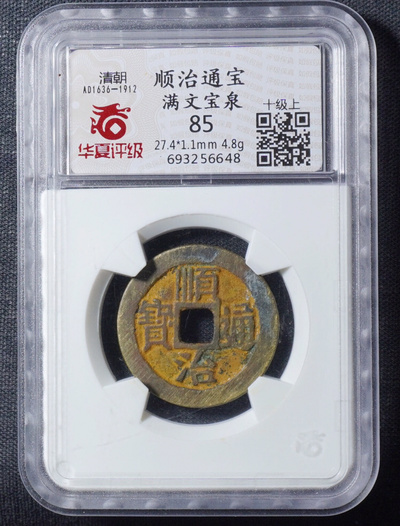 清朝
AD1636—1912
华夏评级
顺治通宝
满文宝泉
85
27.4*1.1mm 4.8g
693256648
十级上
順治通寳